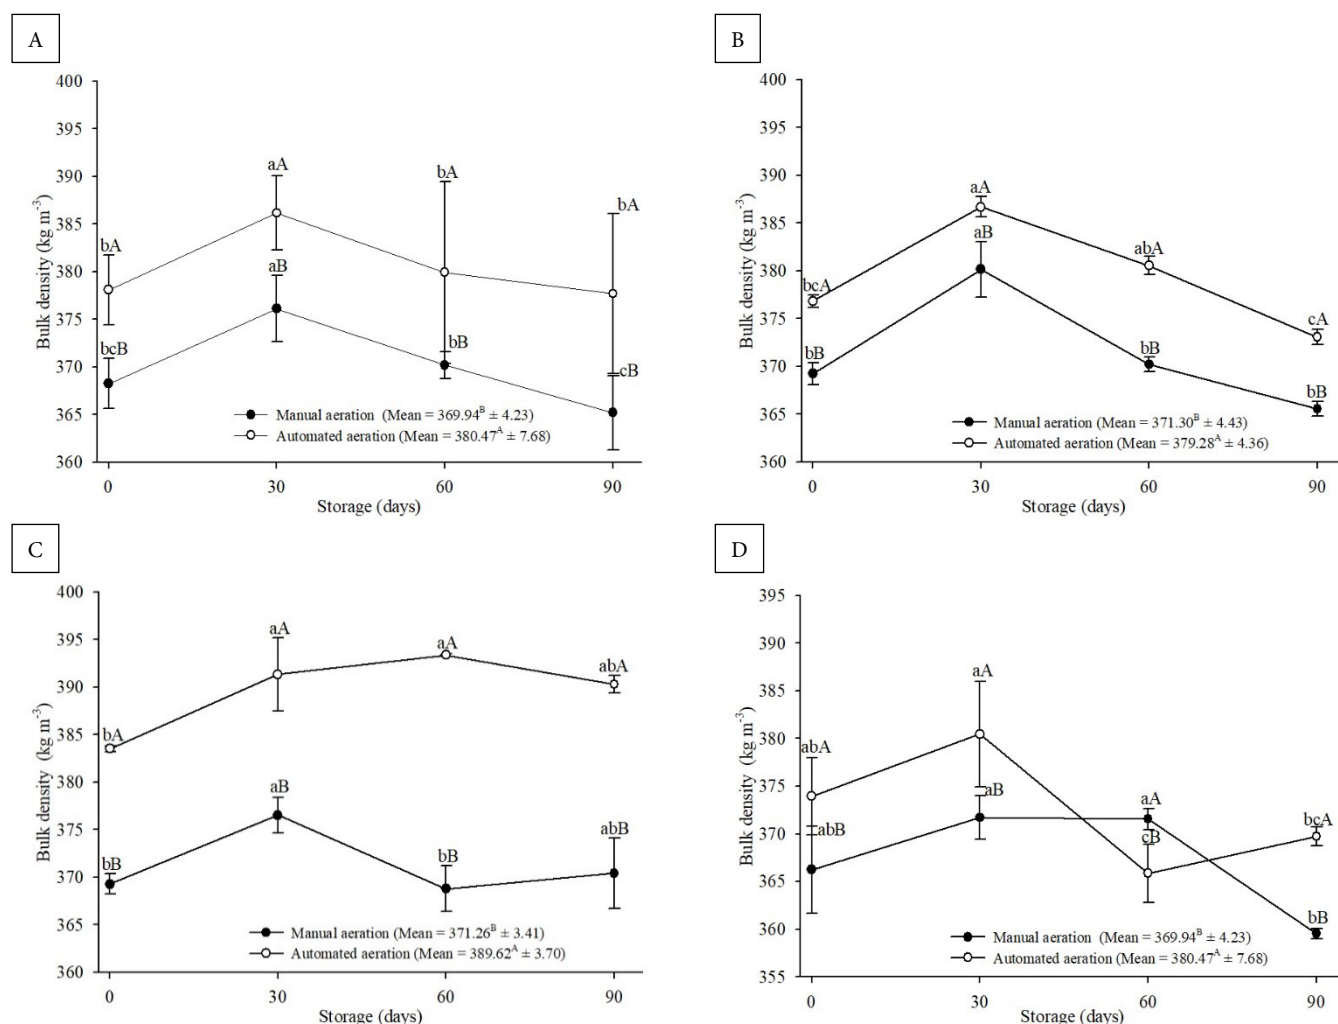 A
Bulk density (kg m⁻³)
400
395
390
385
380
375
370
365
360
bA
aA
bA
bA
bcB
aB
bB
cB
Manual aeration (Mean = 369.94ᴮ ± 4.23)
Automated aeration (Mean = 380.47ᴬ ± 7.68)
0 30 60 90
Storage (days)
B
Bulk density (kg m⁻³)
400
395
390
385
380
375
370
365
360
bcA
aA
abA
cA
bB
aB
bB
bB
Manual aeration (Mean = 371.30ᴮ ± 4.43)
Automated aeration (Mean = 379.28ᴬ ± 4.36)
0 30 60 90
Storage (days)
C
Bulk density (kg m⁻³)
400
395
390
385
380
375
370
365
360
bA
aA
aA
abA
bB
aB
bB
abB
Manual aeration (Mean = 371.26ᴮ ± 3.41)
Automated aeration (Mean = 389.62ᴬ ± 3.70)
0 30 60 90
Storage (days)
D
Bulk density (kg m⁻³)
395
390
385
380
375
370
365
360
355
abA
aA
aA
bcA
abB
aB
cB
bB
Manual aeration (Mean = 369.94ᴮ ± 4.23)
Automated aeration (Mean = 380.47ᴬ ± 7.68)
0 30 60 90
Storage (days)